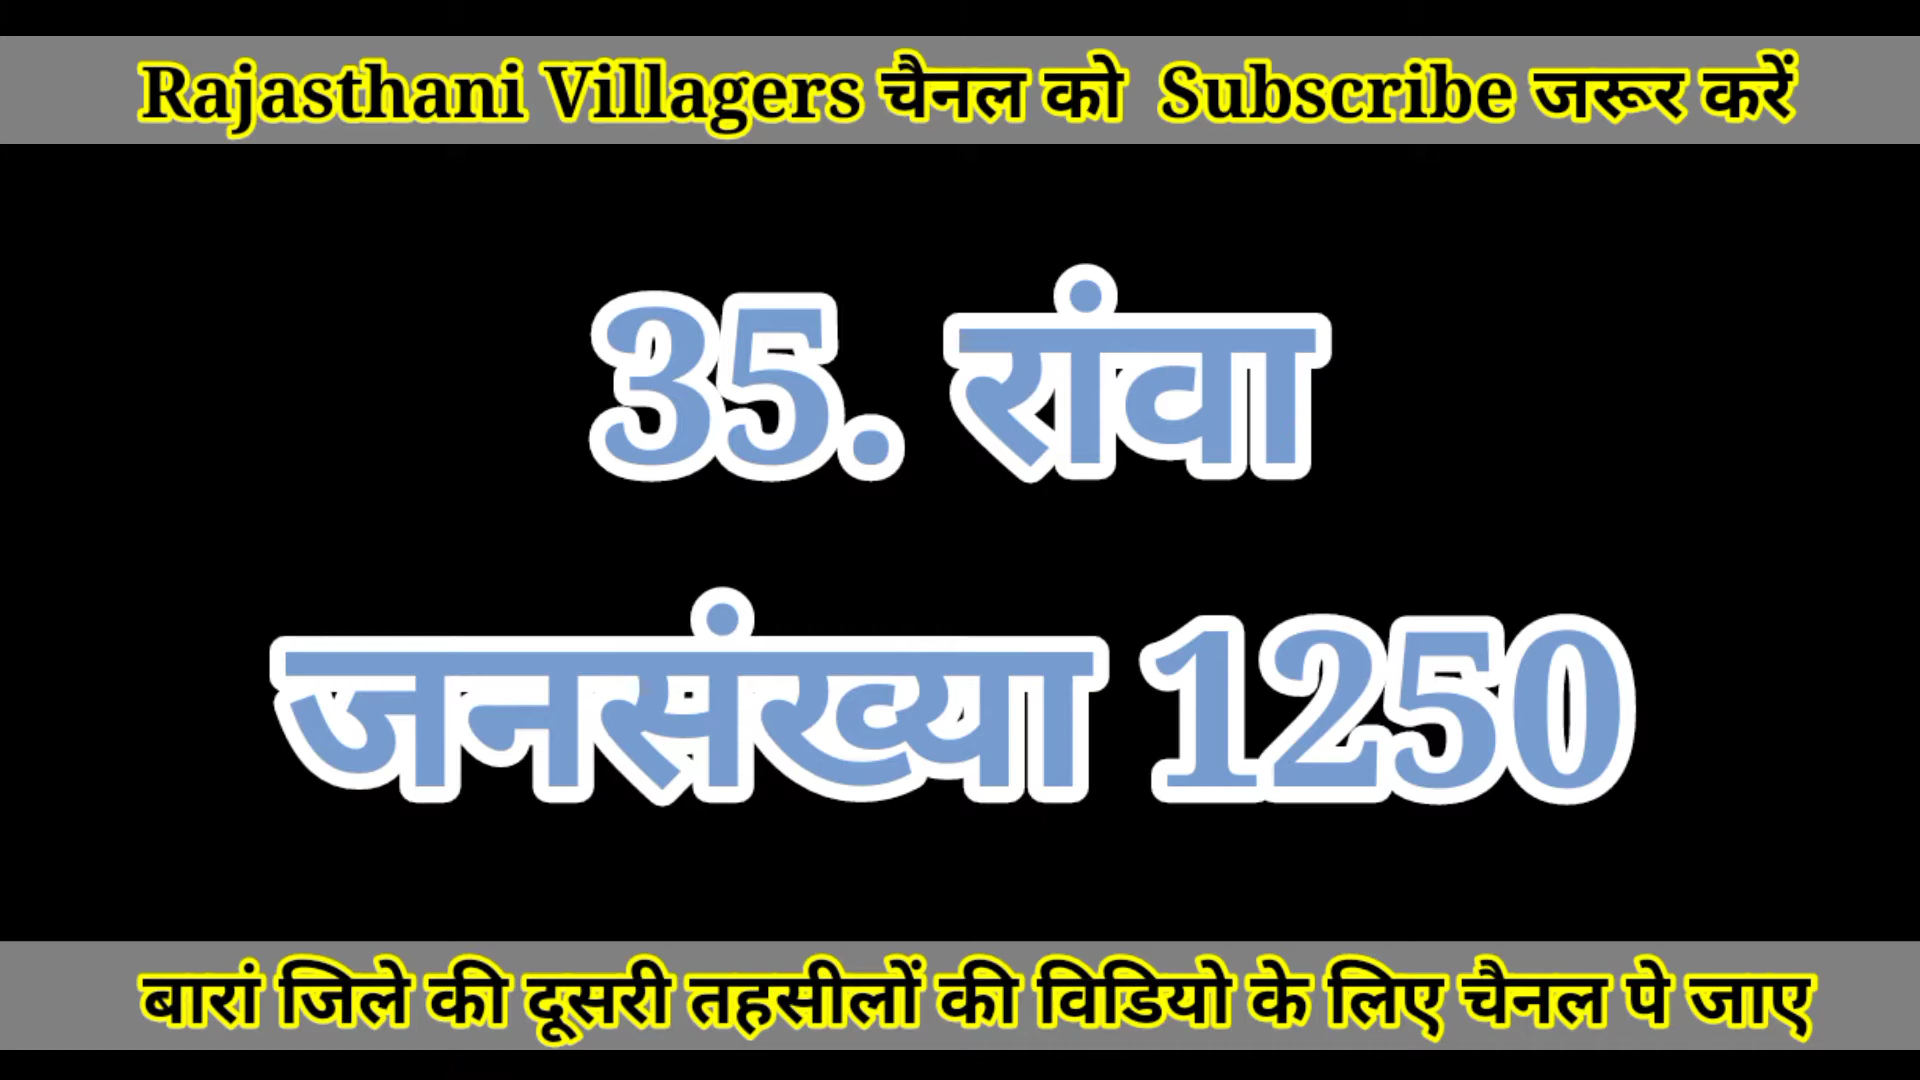 Rajasthani Villagers चैनल को Subscribe जरूर करें
35. रांवा
जनसंख्या 1250
बारां जिले की दूसरी तहसीलों की विडियो के लिए चैनल पे जाए